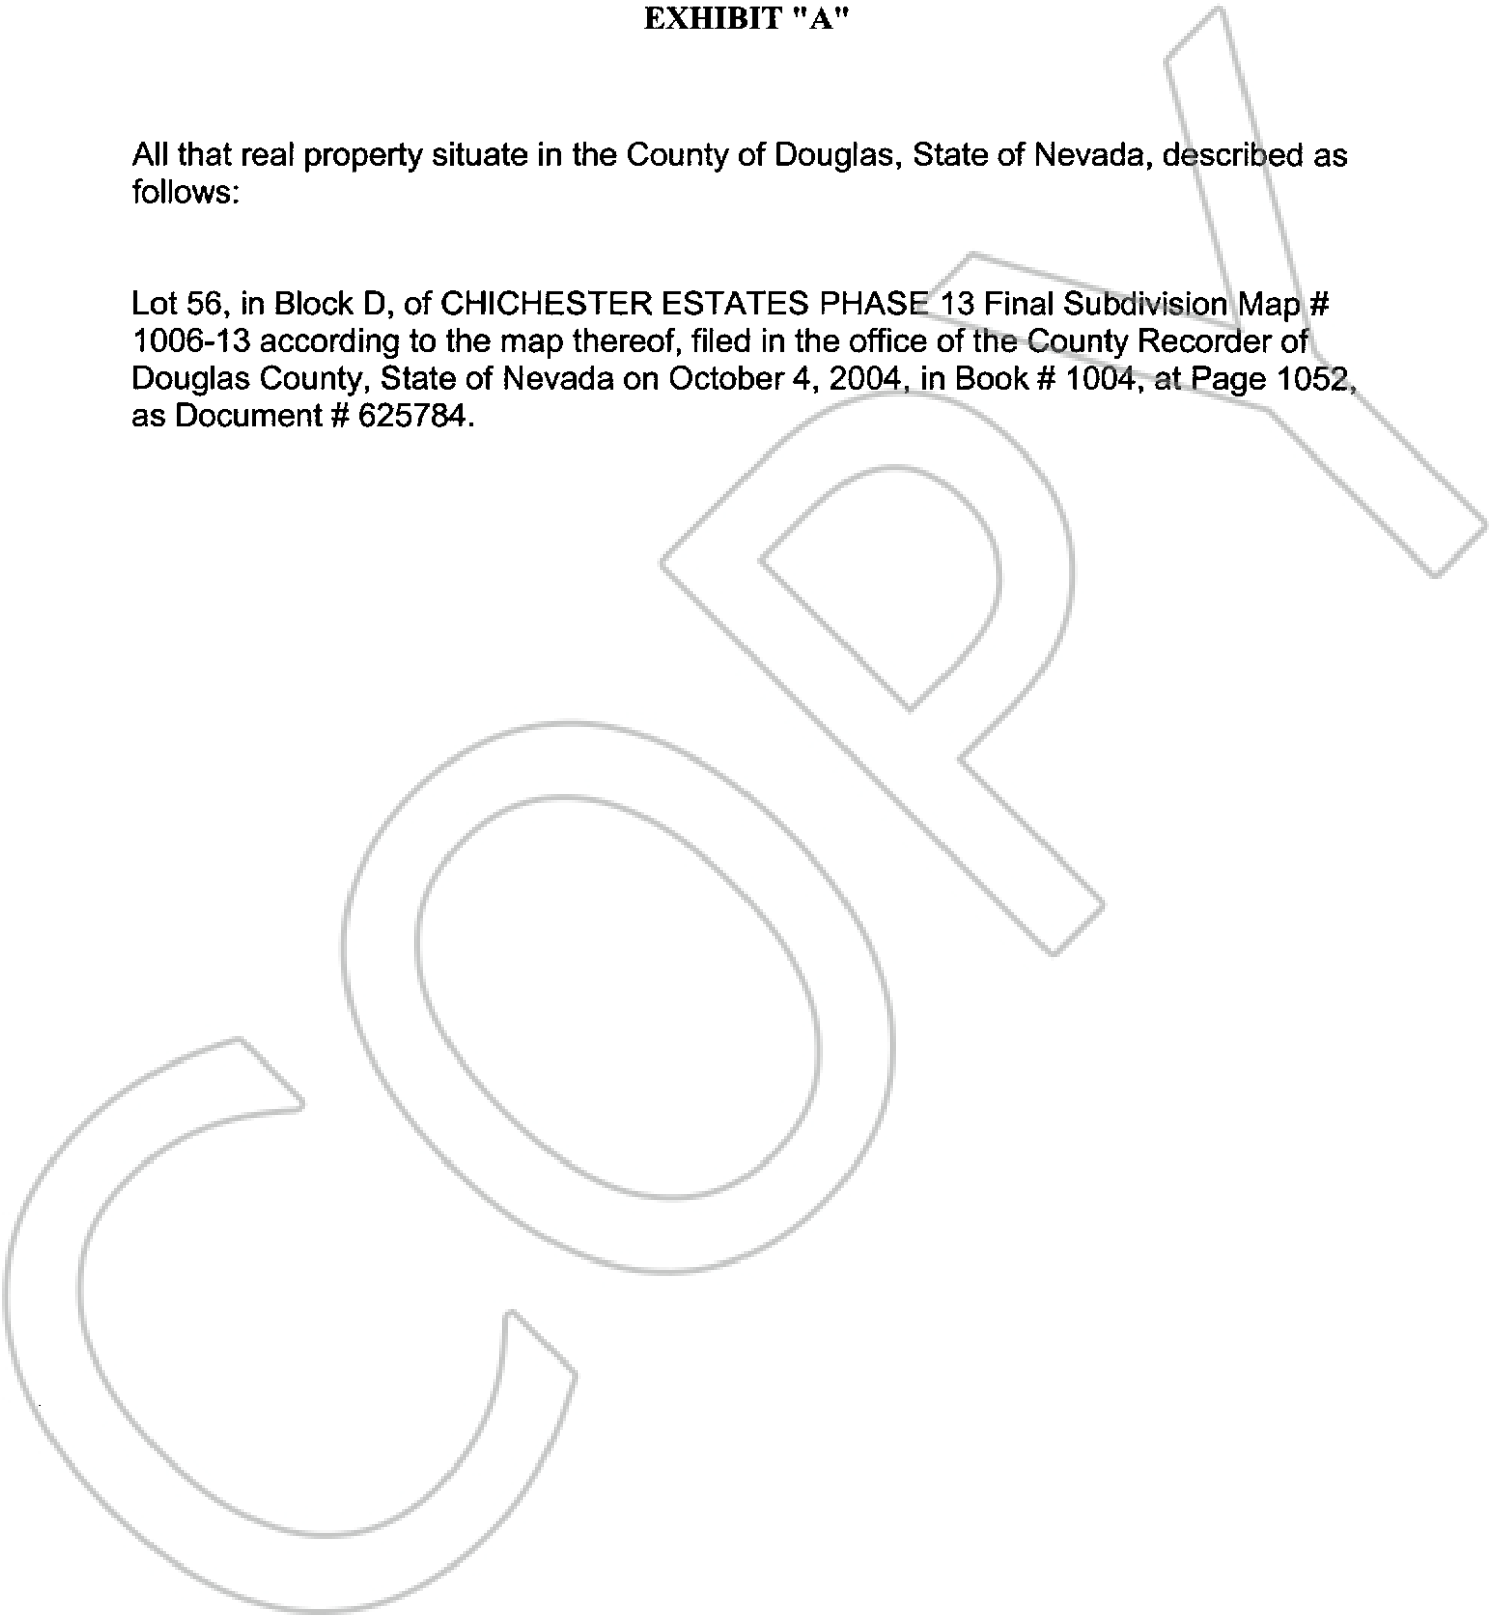 EXHIBIT "A"
All that real property situate in the County of Douglas, State of Nevada, described as
follows:
Lot 56, in Block D, of CHICHESTER ESTATES PHASE 13 Final Subdivision Map #
1006-13 according to the map thereof, filed in the office of the County Recorder of
Douglas County, State of Nevada on October 4, 2004, in Book # 1004, at Page 1052,
as Document # 625784.
COPY